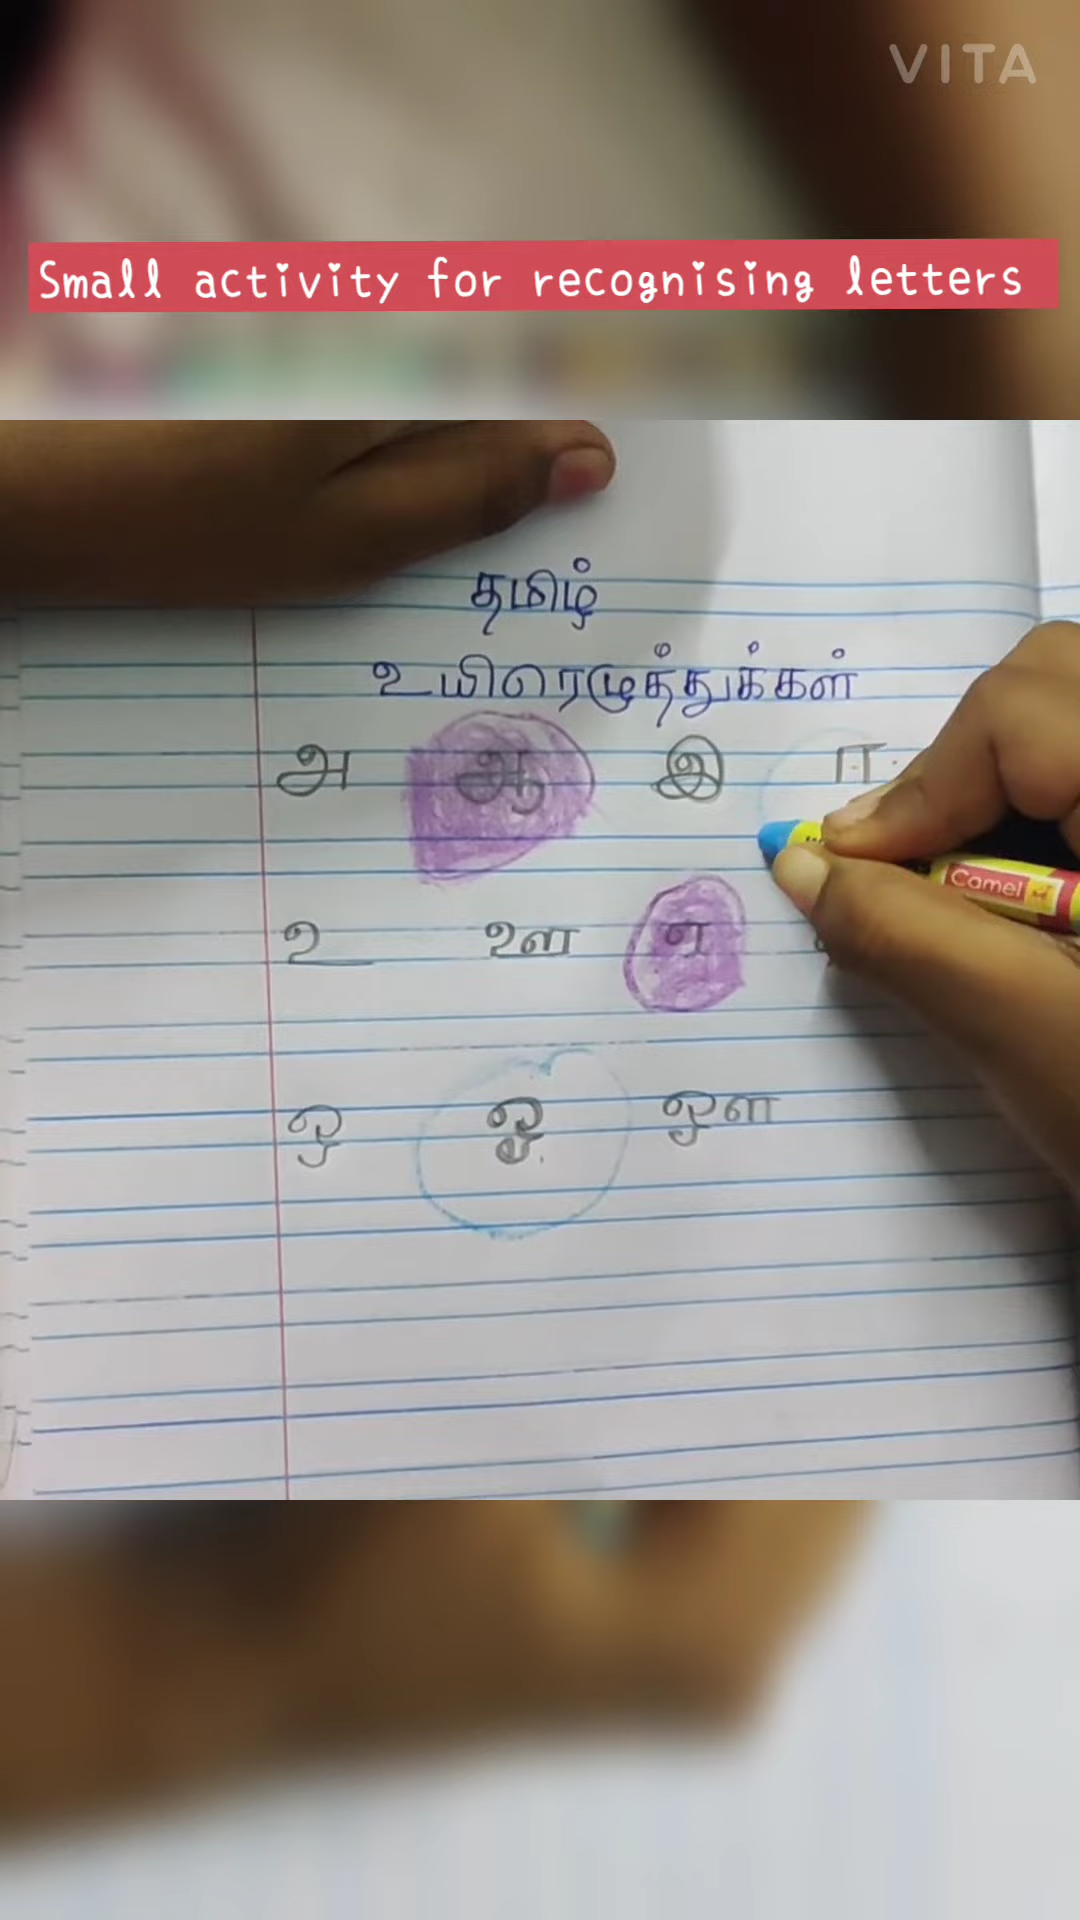 VITA
Small activity for recognising letters
தமிழ்
உயிரெழுத்துக்கள்
அ ஆ இ ஈ
Camel
உ ஊ எ
ஒ ஓ ஔ